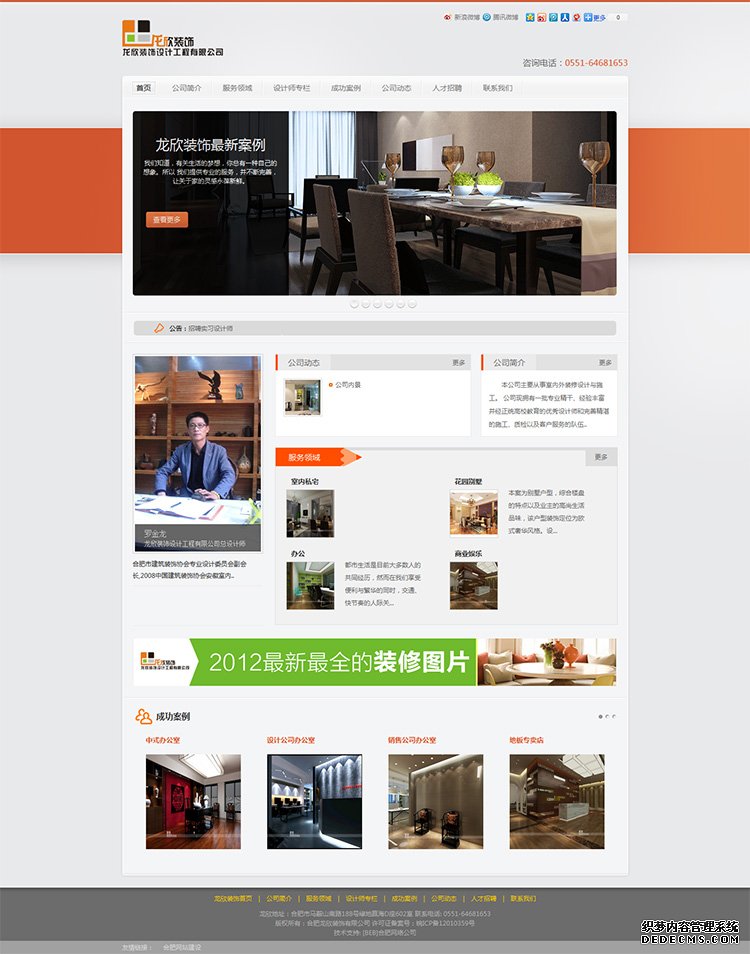 新浪微博 腾讯微博 更多 0
龙欣装饰
龙欣装饰设计工程有限公司
咨询电话：0551-64681653
首页 公司简介 服务领域 设计师专栏 成功案例 公司动态 人才招聘 联系我们
龙欣装饰最新案例
我们知道，有关生活的梦想，你总有一种自己的
想象。所以 我们提供专业的服务，并不断完善，
让关于家的灵感永葆新鲜。
查看更多
公告：招聘实习设计师
公司动态 更多
公司内景
公司简介 更多
本公司主要从事室内外装修设计与施
工。公司现拥有一批专业精干、经验丰富
并经正统高校教育的优秀设计师和完善精湛
的施工、质检以及客户服务的队伍..
罗金龙
龙欣装饰设计工程有限公司总设计师
合肥市建筑装饰协会专业设计委员会副会
长,2008中国建筑装饰协会安徽室内..
服务领域 更多
室内私宅
花园别墅
本案为别墅户型，综合楼盘
的特点以及业主的高尚生活
品味，该户型装饰定位为欧
式奢华风格。设...
办公
都市生活是目前大多数人的
共同经历，然而在我们享受
便利与繁华的同时，交通、
快节奏的人际关...
商业娱乐
龙欣装饰
龙欣装饰设计工程有限公司
2012最新最全的装修图片
成功案例
中式办公室 设计公司办公室 销售公司办公室 地板专卖店
龙欣装饰首页 | 公司简介 | 服务领域 | 设计师专栏 | 成功案例 | 公司动态 | 人才招聘 | 联系我们
龙欣地址：合肥市马鞍山南路188号绿地赢海D座602室 联系电话: 0551-64681653
版权所有：合肥龙欣装饰有限公司 许可证备案号：皖ICP备12010359号
技术支持: [BEB]合肥网络公司
友情链接： 合肥网站建设
织梦内容管理系统
DEDECMS.COM